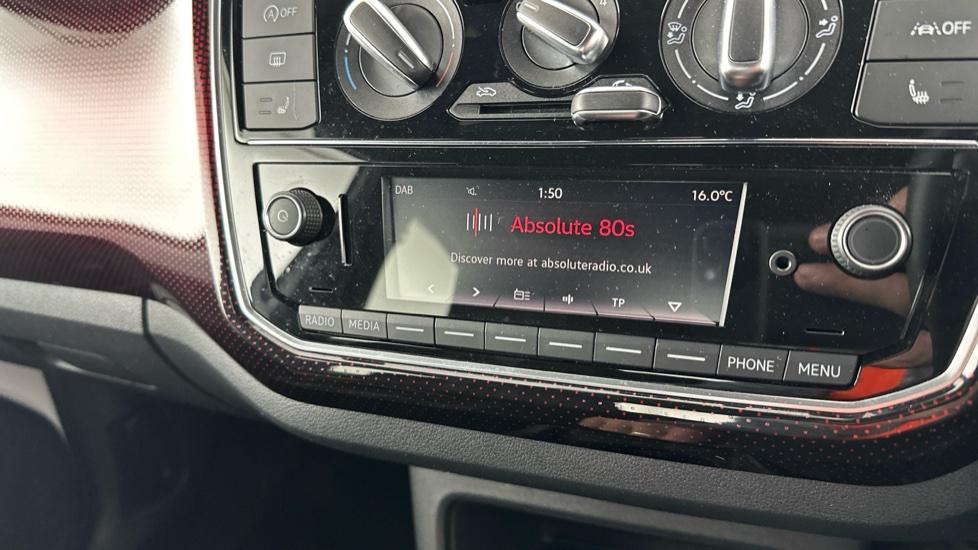 OFF
4
OFF
DAB
1:50
16.0°C
Absolute 80s
Discover more at absoluteradio.co.uk
TP
RADIO
MEDIA
PHONE
MENU